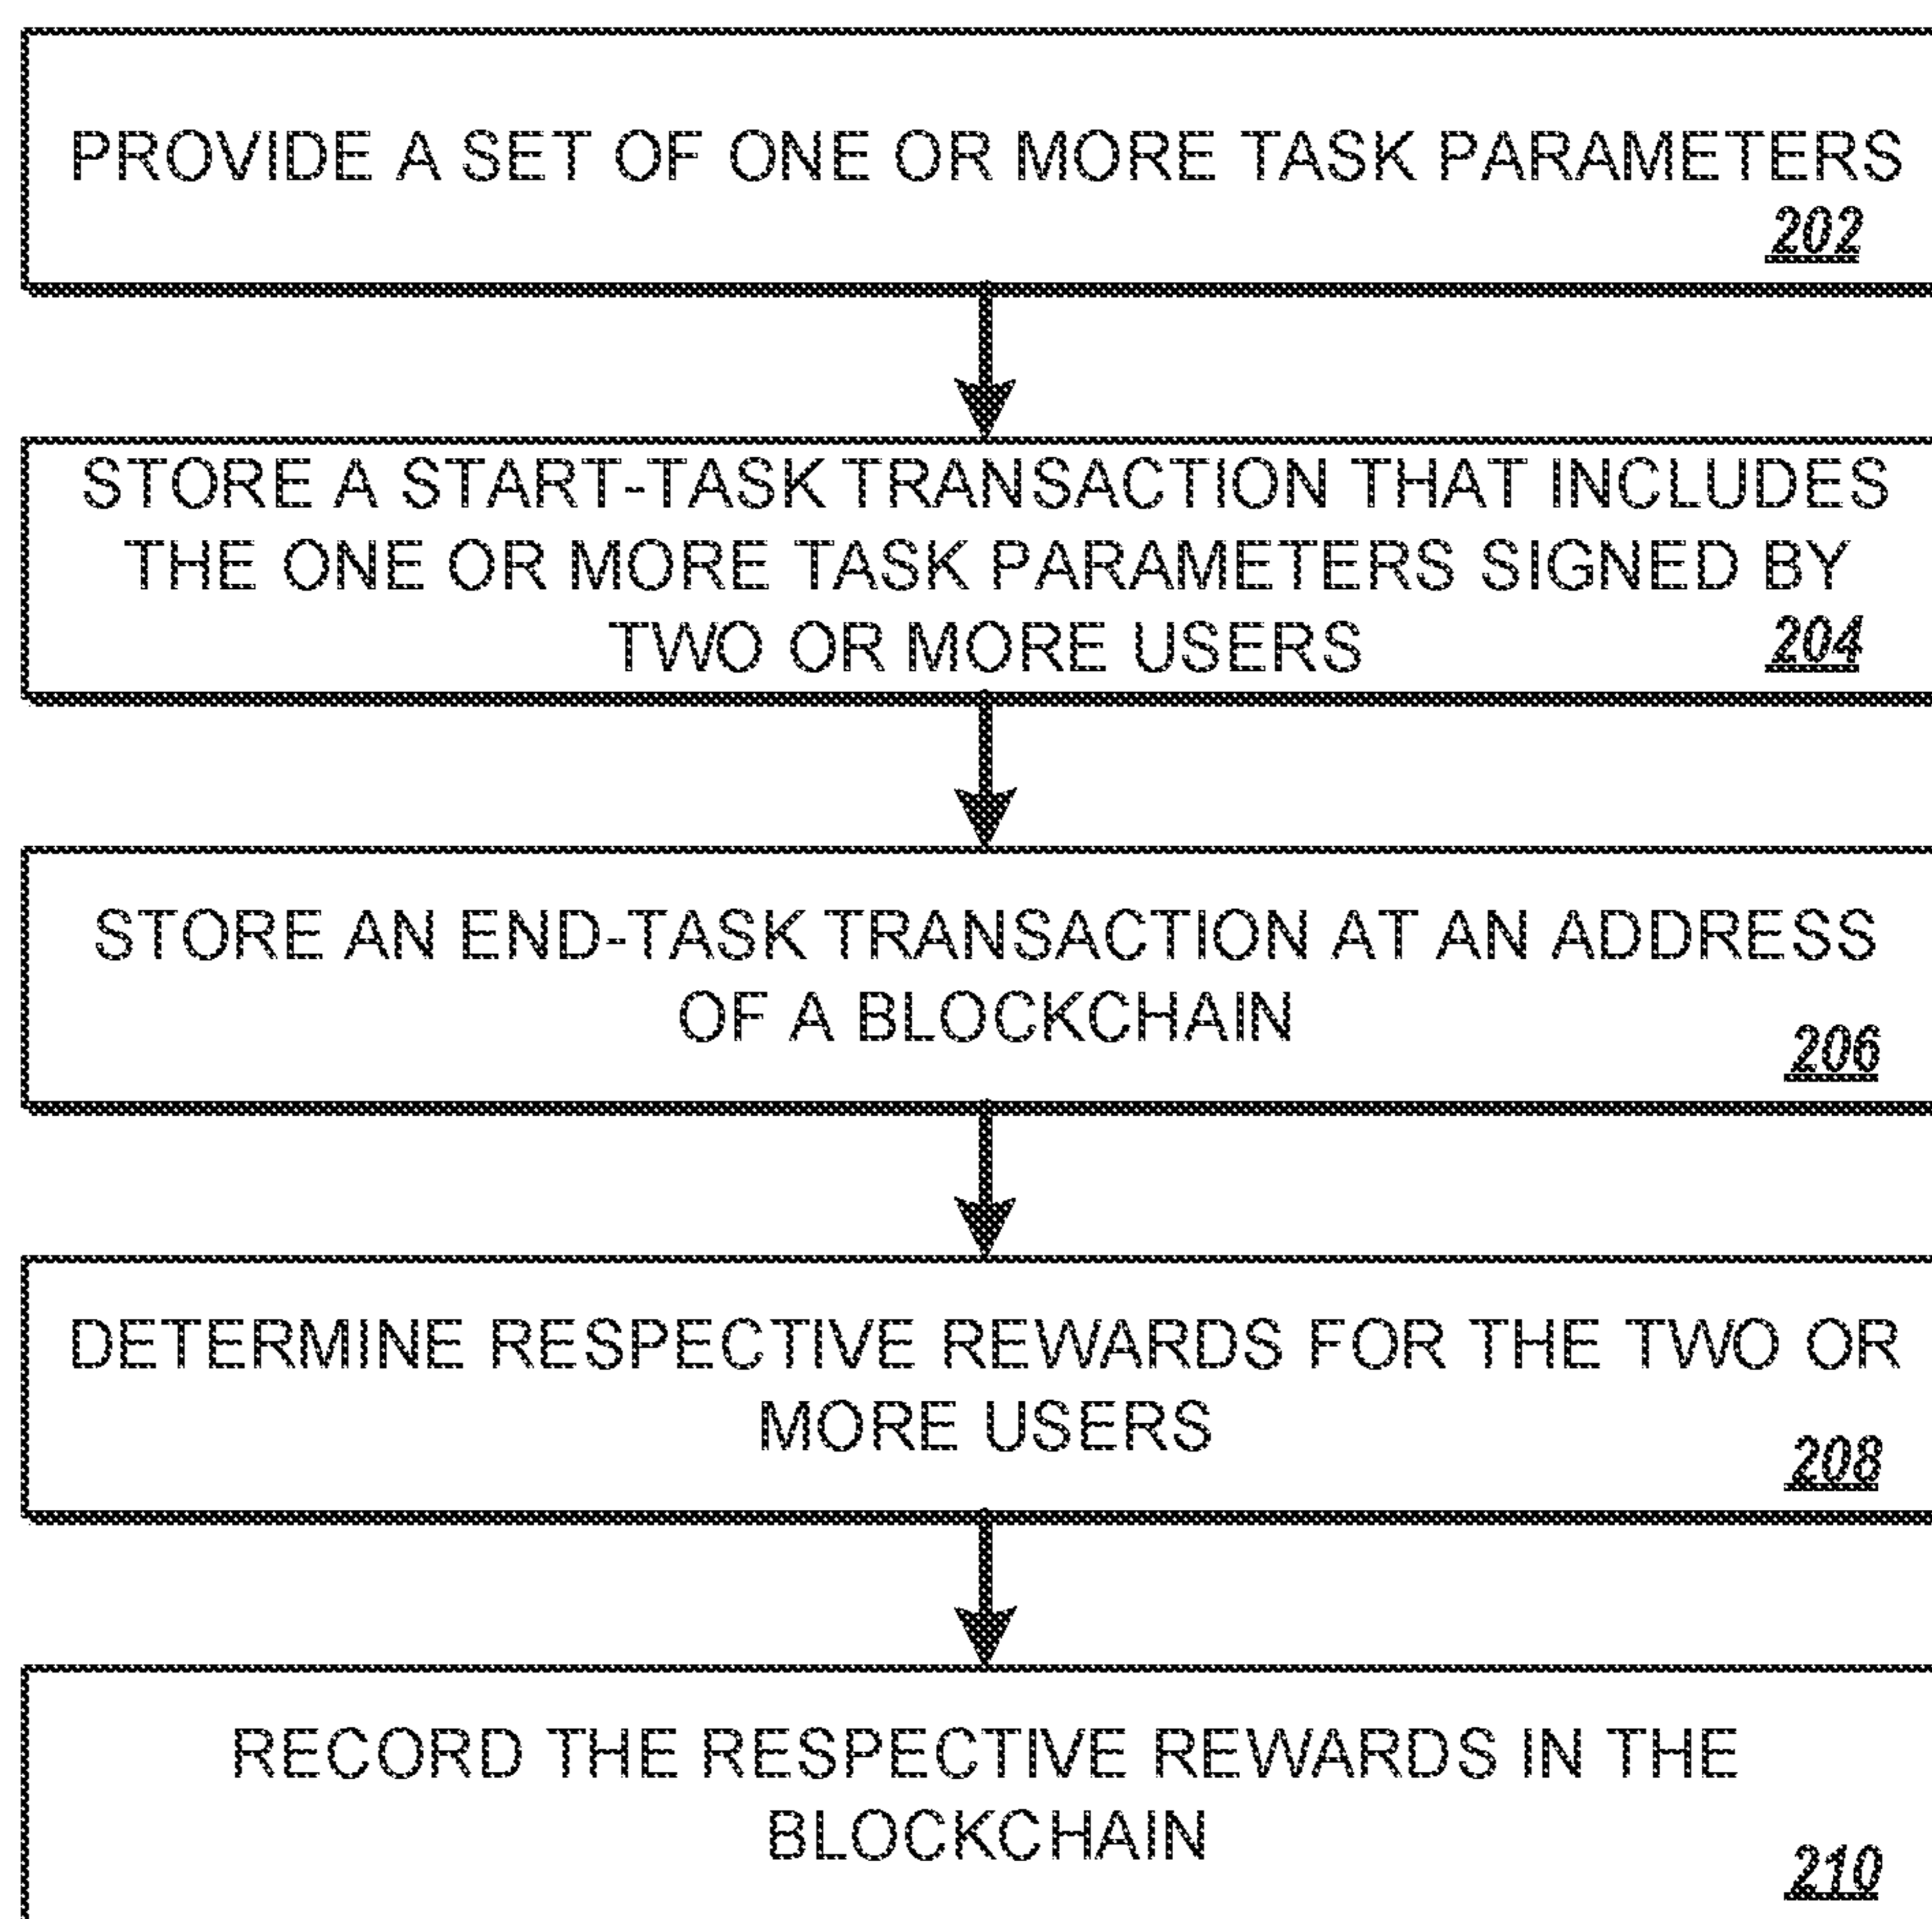 PROVIDE A SET OF ONE OR MORE TASK PARAMETERS
202
STORE A START-TASK TRANSACTION THAT INCLUDES
THE ONE OR MORE TASK PARAMETERS SIGNED BY
TWO OR MORE USERS
204
STORE AN END-TASK TRANSACTION AT AN ADDRESS
OF A BLOCKCHAIN
206
DETERMINE RESPECTIVE REWARDS FOR THE TWO OR
MORE USERS
208
RECORD THE RESPECTIVE REWARDS IN THE
BLOCKCHAIN
210